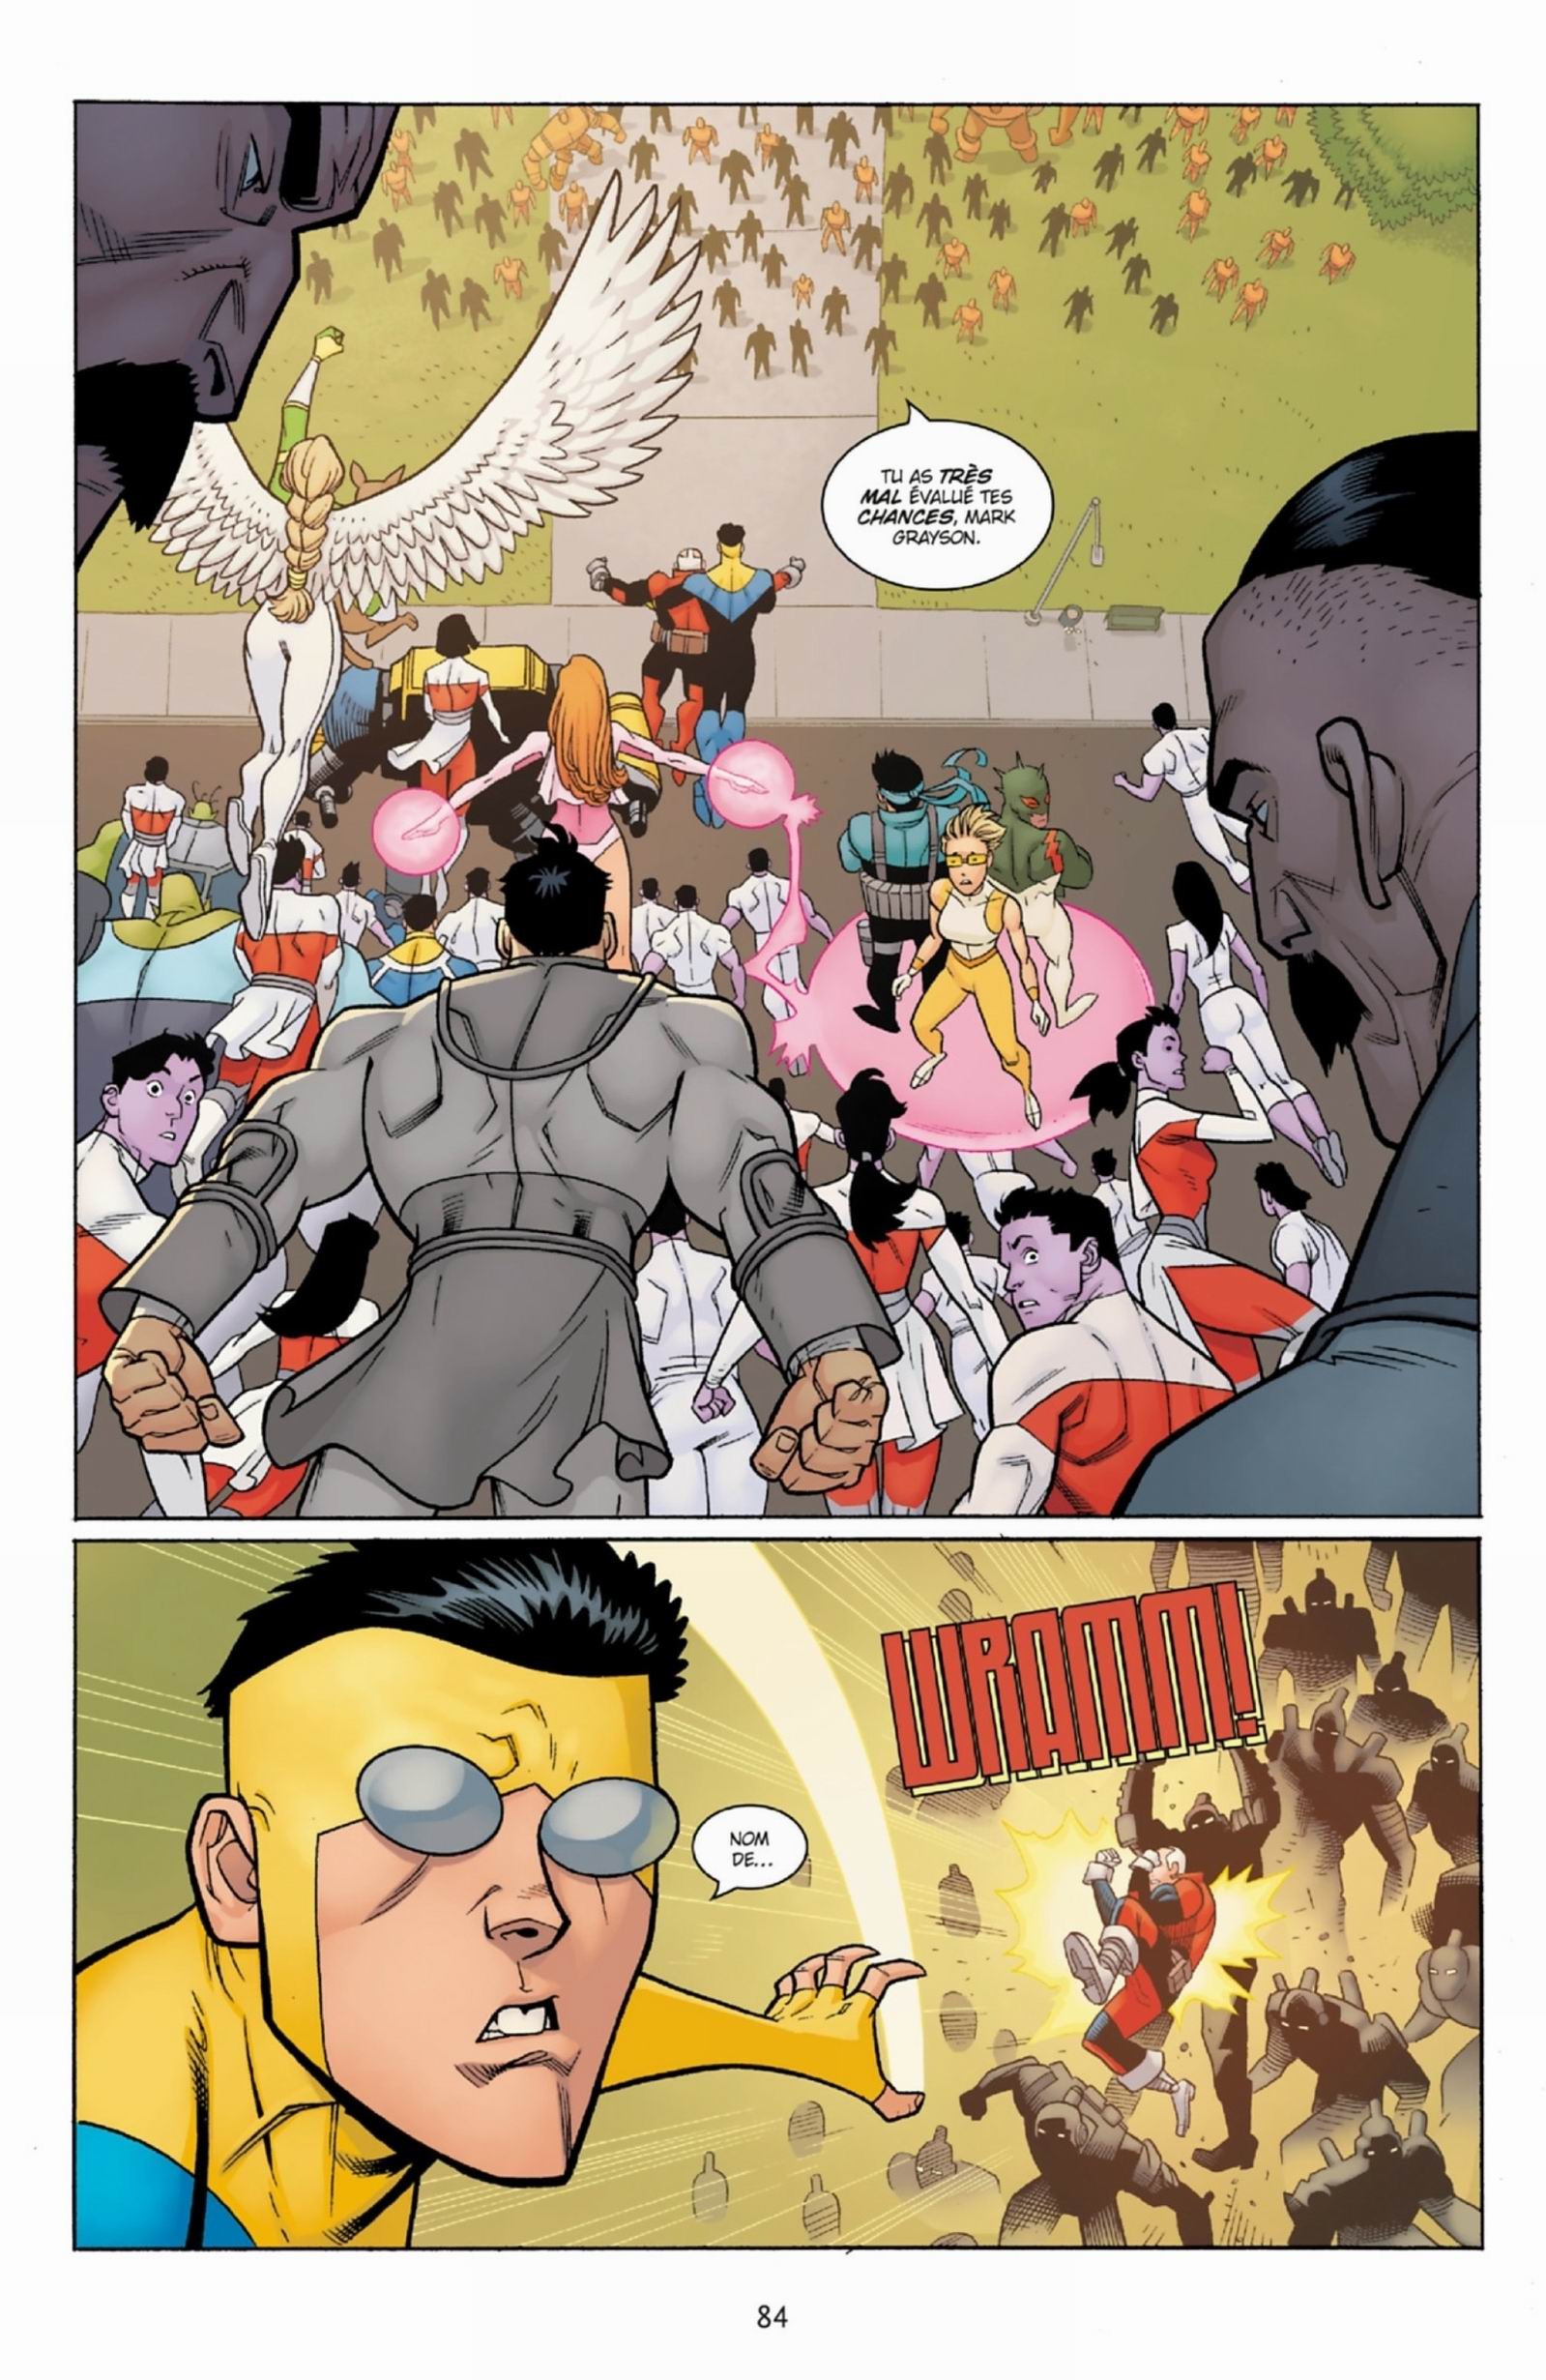 TU AS TRÈS
MAL ÉVALUÉ TES
CHANCES, MARK
GRAYSON.
WRAMM!
NOM
DE...
84